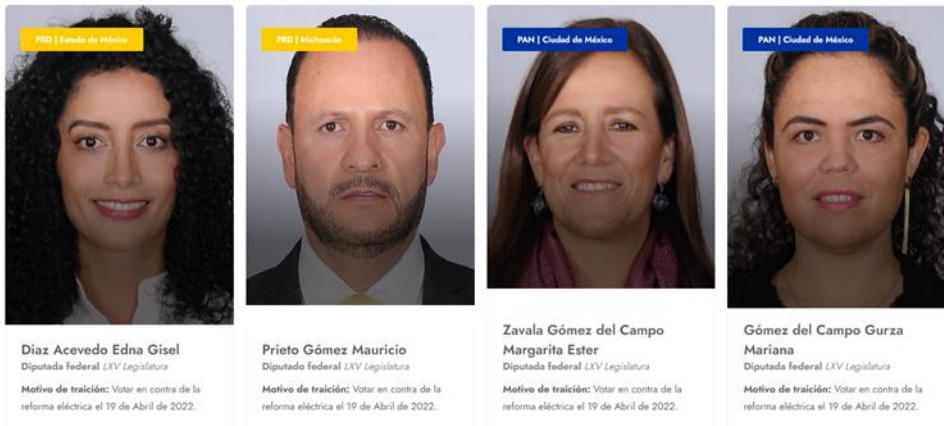 PRD | Estado de México
Diaz Acevedo Edna Gisel
Diputada federal LXV Legislatura
Motivo de traición: Votar en contra de la
reforma eléctrica el 19 de Abril de 2022.
PRD | Michoacán
Prieto Gómez Mauricio
Diputado federal LXV Legislatura
Motivo de traición: Votar en contra de la
reforma eléctrica el 19 de Abril de 2022.
PAN | Ciudad de México
Zavala Gómez del Campo
Margarita Ester
Diputada federal LXV Legislatura
Motivo de traición: Votar en contra de la
reforma eléctrica el 19 de Abril de 2022.
PAN | Ciudad de México
Gómez del Campo Gurza
Mariana
Diputada federal LXV Legislatura
Motivo de traición: Votar en contra de la
reforma eléctrica el 19 de Abril de 2022.